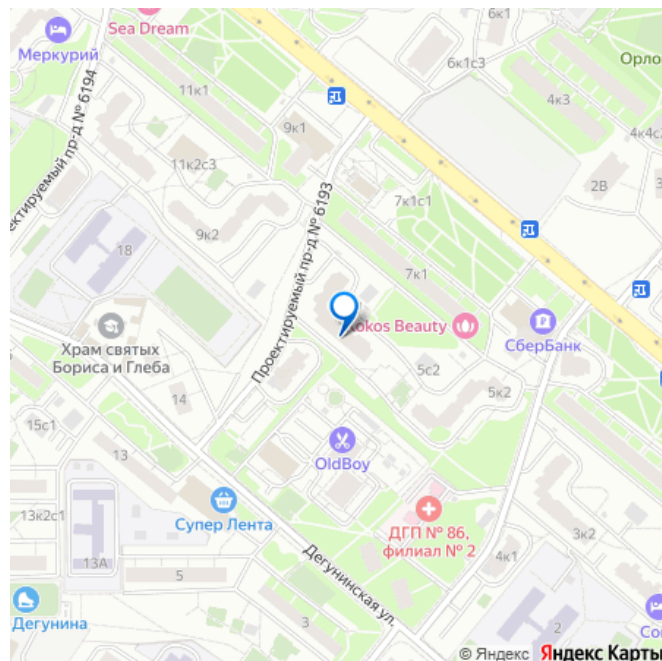 Sea Dream
6к1с3
Меркурий
Орло
Проектируемый пр-д № 6194
11к1
4к3
9к1
4к4с
11к2с3
2В
3
Проектируемый пр-д № 6193
7к1с1
18
9к2
7к1
Kokos Beauty
СберБанк
Храм святых
Бориса и Глеба
5с2
5к2
14
15с1
OldBoy
13
Супер Лента
ДГП № 86,
филиал № 2
13к2с1
3к2
4к1
13А
5
Дегунинская ул.
Дегунина
3
2
Со
© Яндекс Яндекс Карты